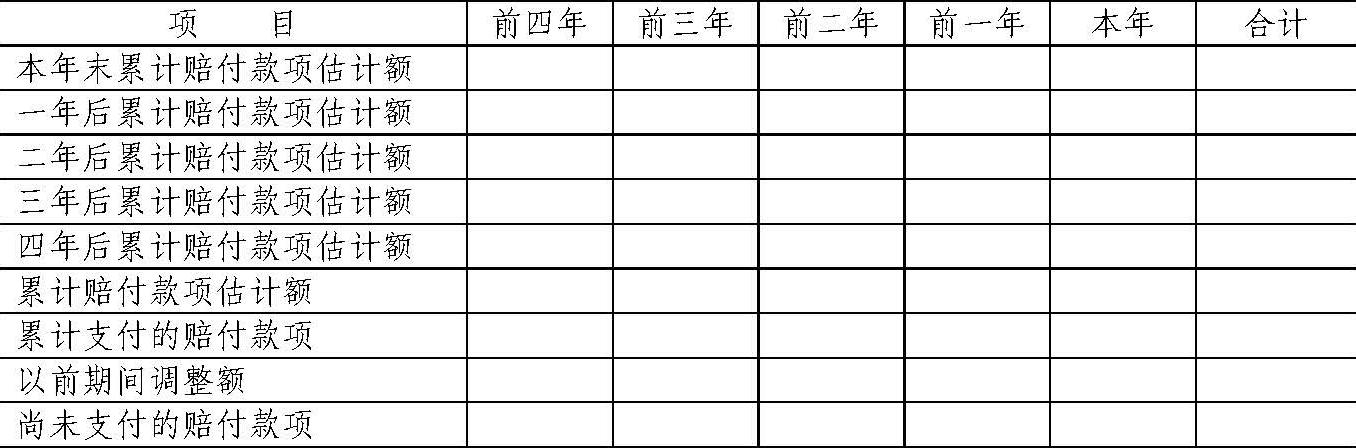 项 目 前四年 前三年 前二年 前一年 本年 合计
本年末累计赔付款项估计额
一年后累计赔付款项估计额
二年后累计赔付款项估计额
三年后累计赔付款项估计额
四年后累计赔付款项估计额
累计赔付款项估计额
累计支付的赔付款项
以前期间调整额
尚未支付的赔付款项